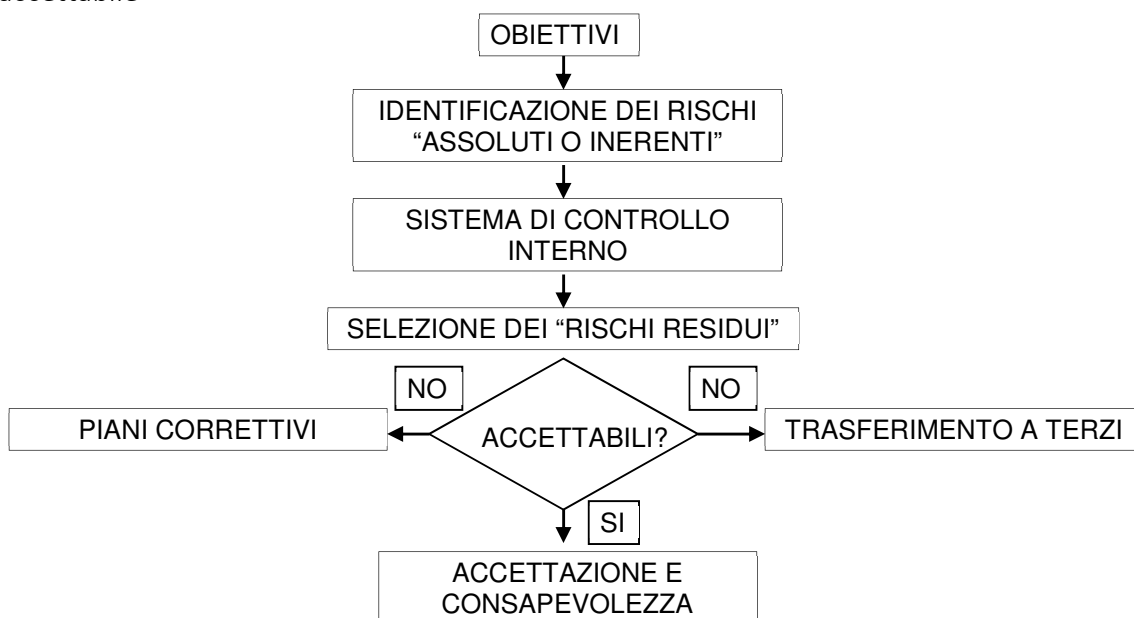 OBIETTIVI
IDENTIFICAZIONE DEI RISCHI
“ASSOLUTI O INERENTI”
SISTEMA DI CONTROLLO
INTERNO
SELEZIONE DEI “RISCHI RESIDUI”
NO
NO
PIANI CORRETTIVI
ACCETTABILI?
TRASFERIMENTO A TERZI
SI
ACCETTAZIONE E
CONSAPEVOLEZZA